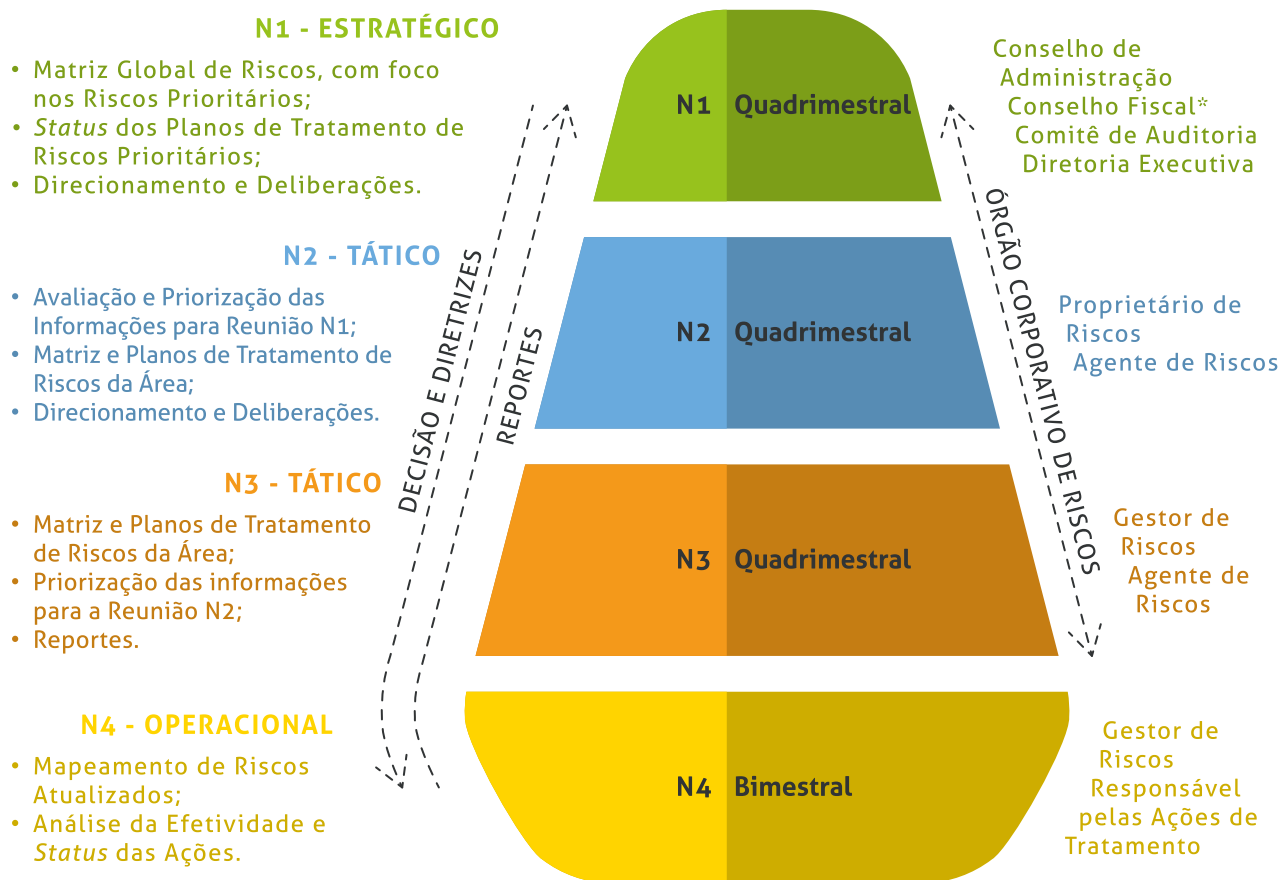 N1 - ESTRATÉGICO
• Matriz Global de Riscos, com foco
nos Riscos Prioritários;
• Status dos Planos de Tratamento de
Riscos Prioritários;
• Direcionamento e Deliberações.
N1 Quadrimestral
Conselho de
Administração
Conselho Fiscal*
Comitê de Auditoria
Diretoria Executiva
N2 - TÁTICO
• Avaliação e Priorização das
Informações para Reunião N1;
• Matriz e Planos de Tratamento de
Riscos da Área;
• Direcionamento e Deliberações.
DECISÃO E DIRETRIZES
REPORTES
N2 Quadrimestral
ÓRGÃO CORPORATIVO DE RISCOS
Proprietário de
Riscos
Agente de Riscos
N3 - TÁTICO
• Matriz e Planos de Tratamento
de Riscos da Área;
• Priorização das informações
para a Reunião N2;
• Reportes.
N3 Quadrimestral
Gestor de
Riscos
Agente de
Riscos
N4 - OPERACIONAL
• Mapeamento de Riscos
Atualizados;
• Análise da Efetividade e
Status das Ações.
N4 Bimestral
Gestor de
Riscos
Responsável
pelas Ações de
Tratamento